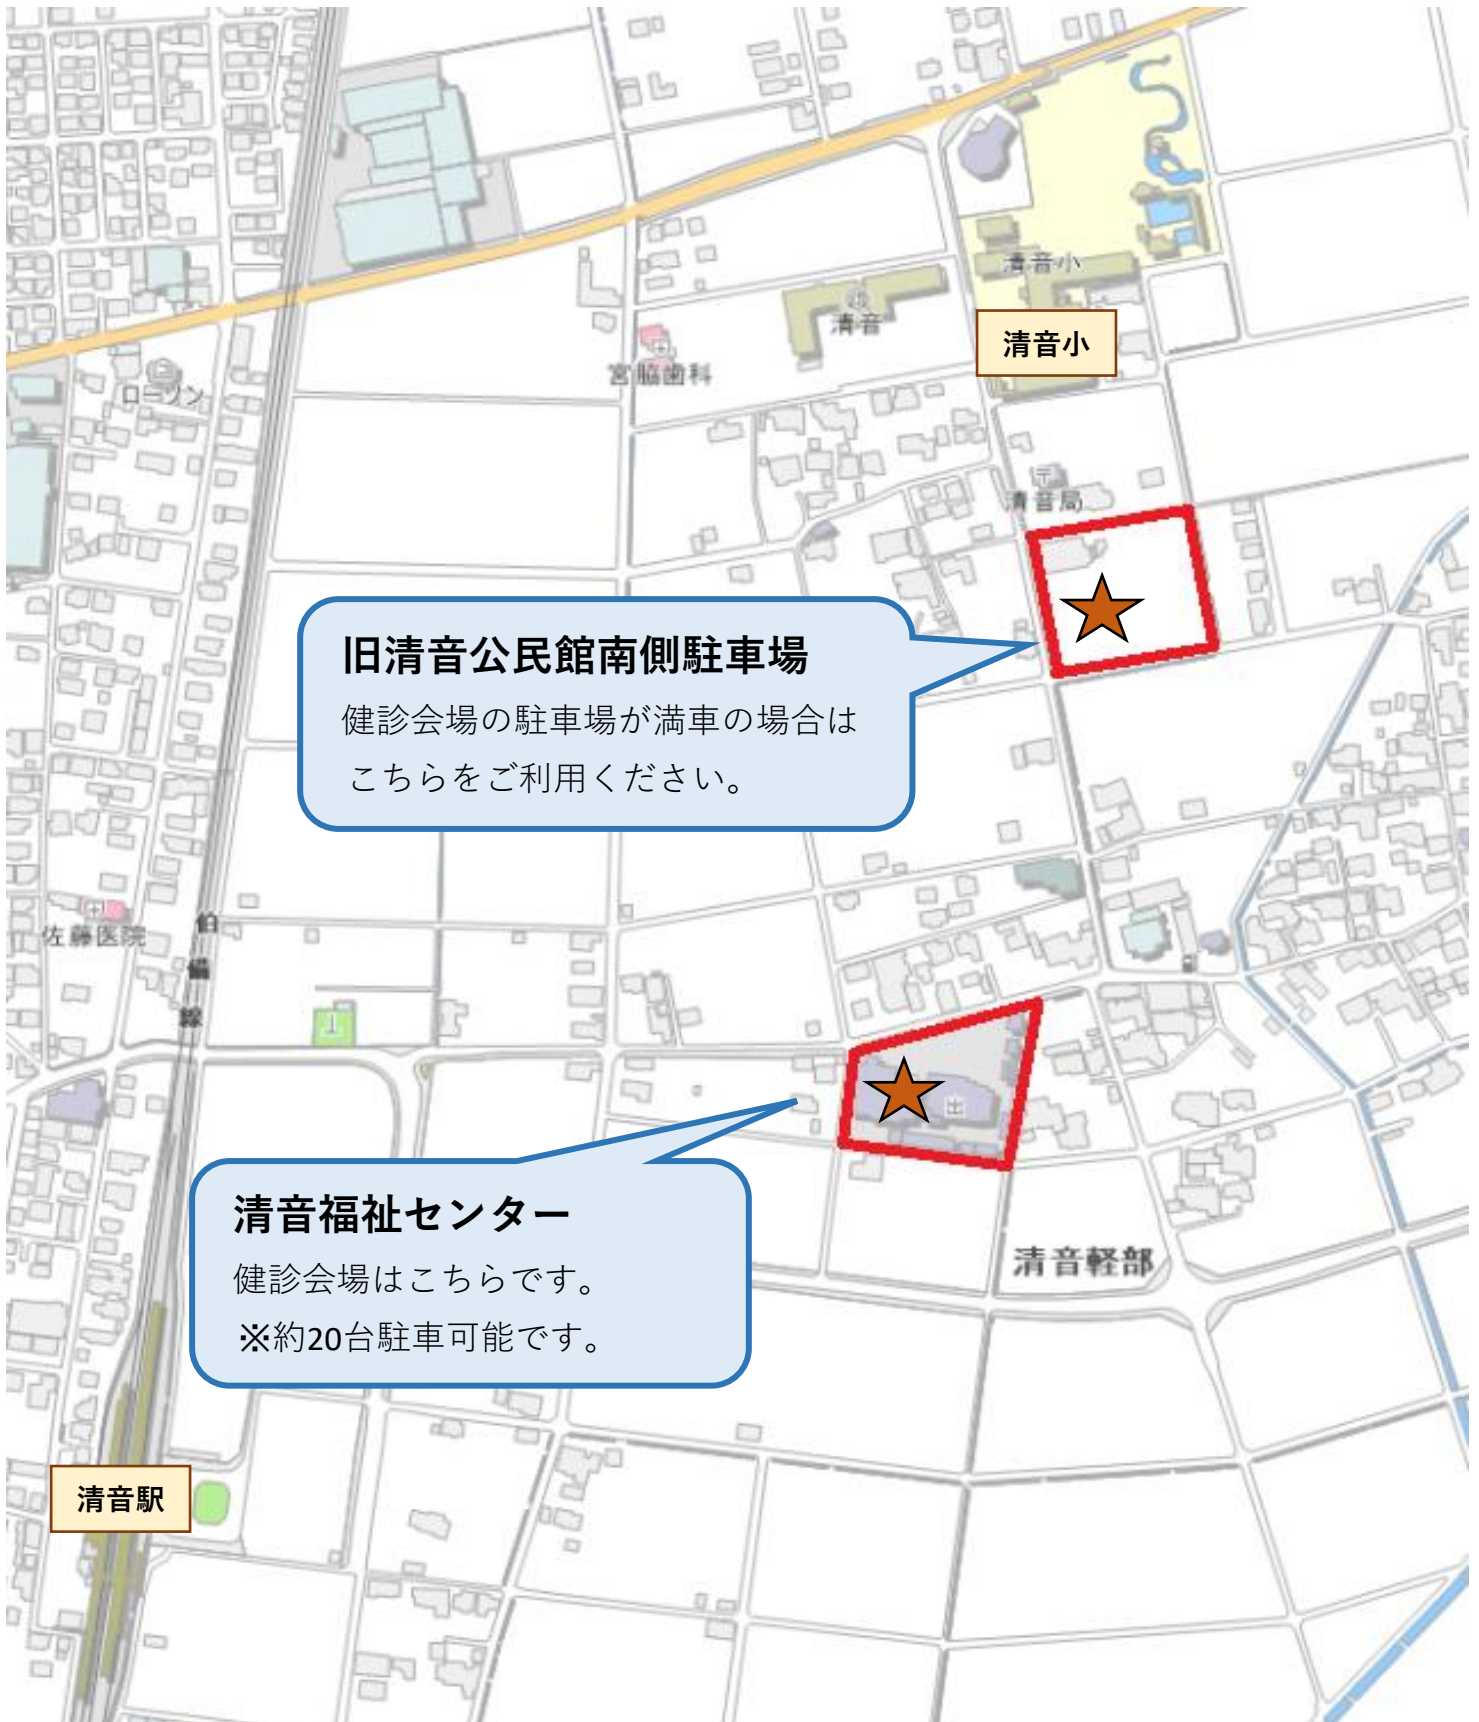 清音小
清音
清音小
宮脇歯科
ローソン
清音局
旧清音公民館南側駐車場
健診会場の駐車場が満車の場合は
こちらをご利用ください。
佐藤医院
伯備線
清音福祉センター
健診会場はこちらです。
※約20台駐車可能です。
清音軽部
清音駅